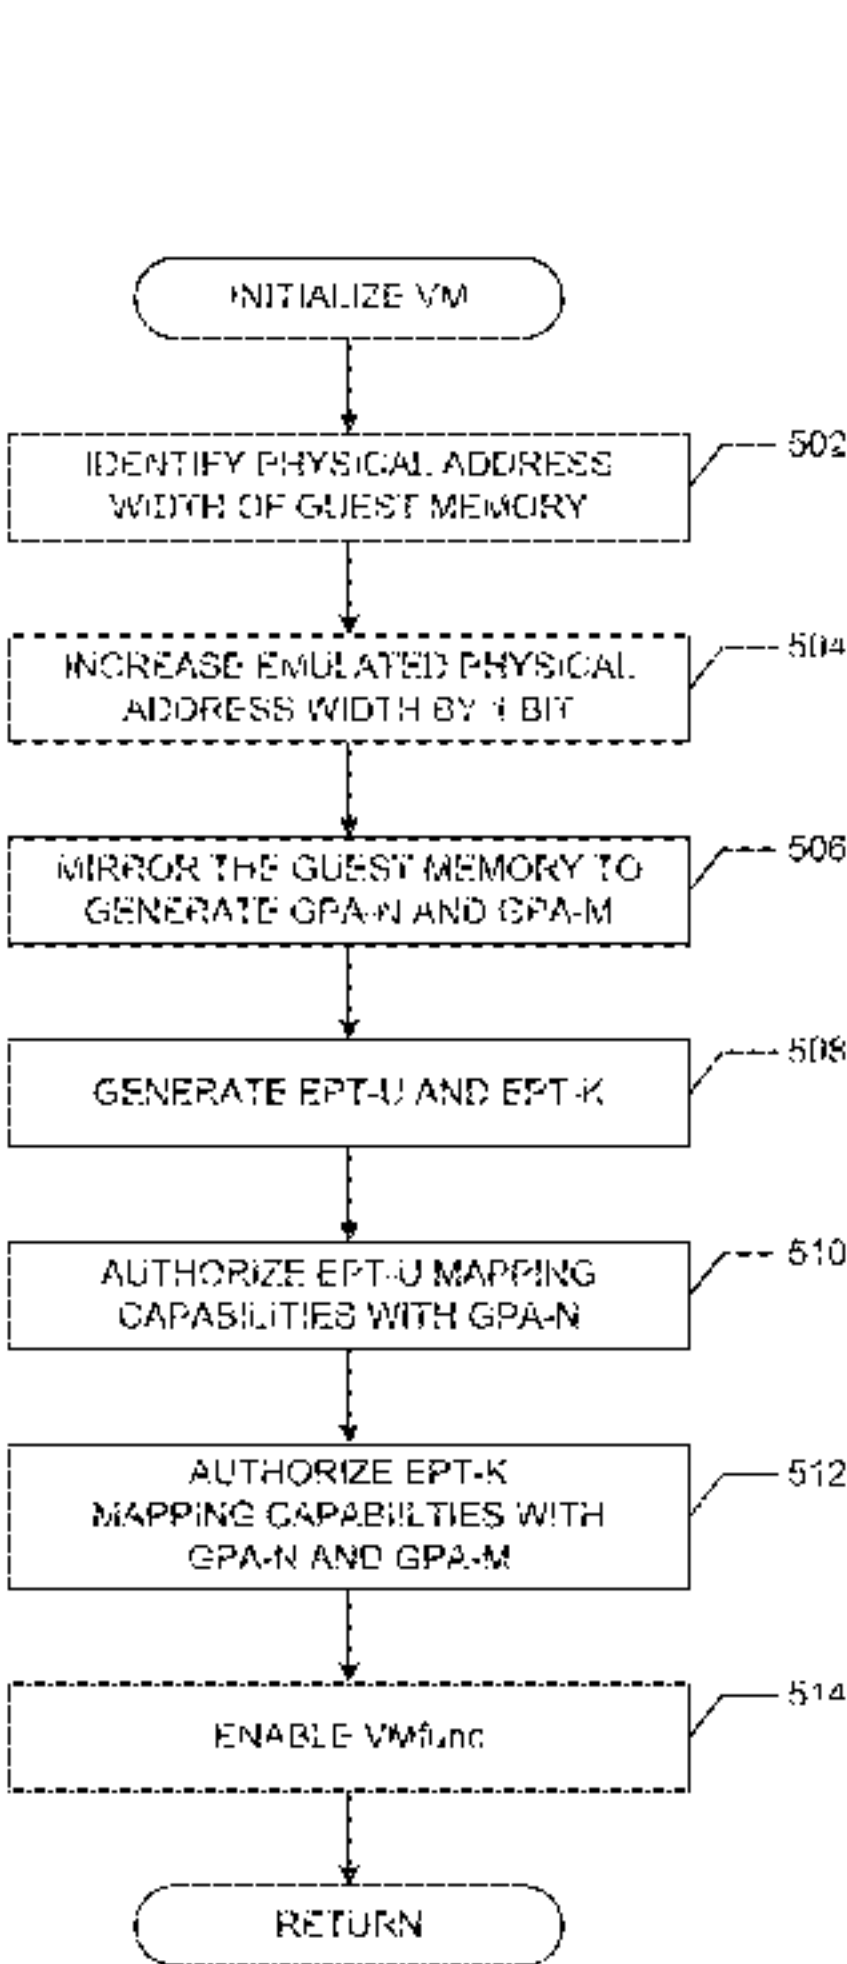 INITIALIZE VM
IDENTIFY PHYSICAL ADDRESS
WIDTH OF GUEST MEMORY
502
INCREASE EMULATED PHYSICAL
ADDRESS WIDTH BY 1 BIT
504
MIRROR THE GUEST MEMORY TO
GENERATE GPA-N AND GPA-M
506
GENERATE EPT-U AND EPT-K
508
AUTHORIZE EPT-U MAPPING
CAPABILITIES WITH GPA-N
510
AUTHORIZE EPT-K
MAPPING CAPABIILTIES WITH
GPA-N AND GPA-M
512
ENABLE VMfunc
514
RETURN